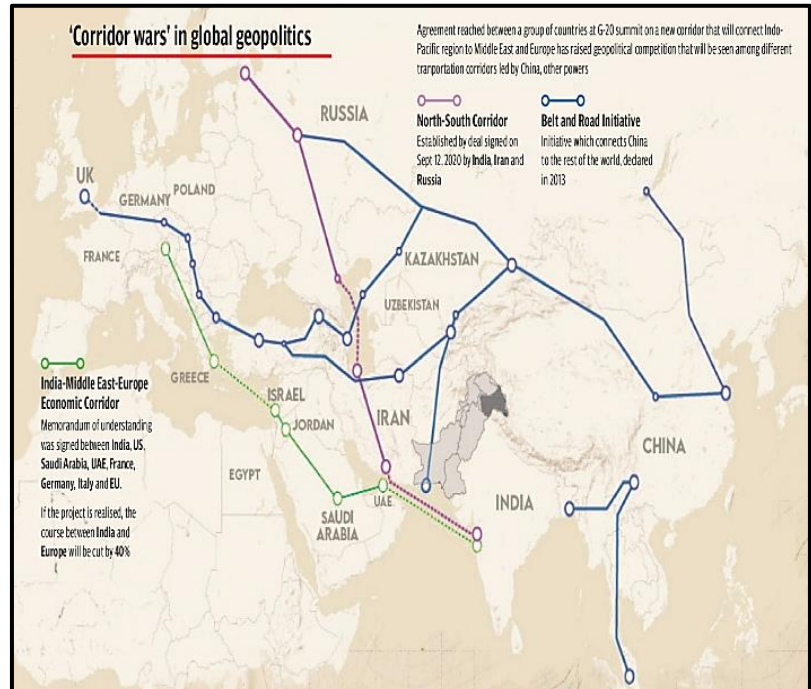 'Corridor wars' in global geopolitics
Agreement reached between a group of countries at G-20 summit on a new corridor that will connect Indo-
Pacific region to Middle East and Europe has raised geopolitical competition that will be seen among different
tranportation corridors led by China, other powers
North-South Corridor
Established by deal signed on
Sept 12, 2020 by India, Iran and
Russia
Belt and Road Initiative
Initiative which connects China
to the rest of the world, declared
in 2013
RUSSIA
UK
GERMANY
POLAND
FRANCE
KAZAKHSTAN
UZBEKISTAN
GREECE
ISRAEL
JORDAN
IRAN
EGYPT
UAE
SAUDI
ARABIA
INDIA
CHINA
India-Middle East-Europe
Economic Corridor
Memorandum of understanding
was signed between India, US,
Saudi Arabia, UAE, France,
Germany, Italy and EU.
If the project is realised, the
course between India and
Europe will be cut by 40%